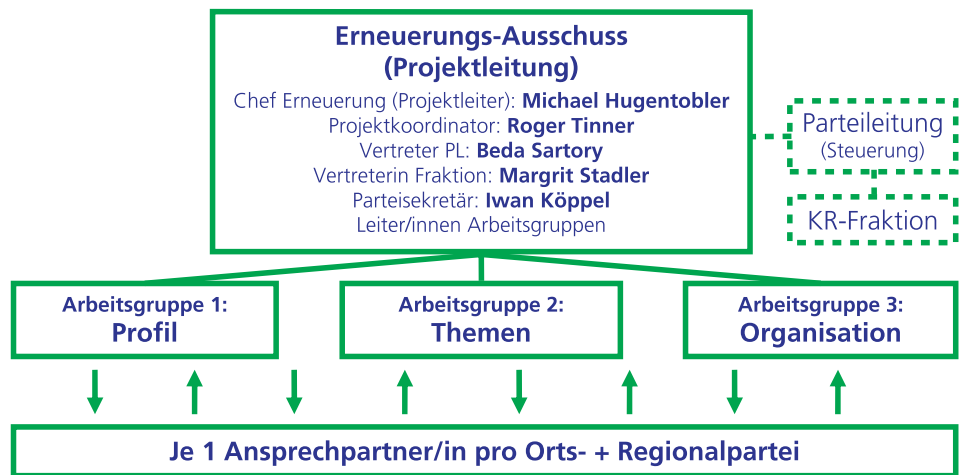 Erneuerungs-Ausschuss
(Projektleitung)
Chef Erneuerung (Projektleiter): Michael Hugentobler
Projektkoordinator: Roger Tinner
Vertreter PL: Beda Sartory
Vertreterin Fraktion: Margrit Stadler
Parteisekretär: Iwan Köppel
Leiter/innen Arbeitsgruppen
Parteileitung
(Steuerung)
KR-Fraktion
Arbeitsgruppe 1:
Profil
Arbeitsgruppe 2:
Themen
Arbeitsgruppe 3:
Organisation
Je 1 Ansprechpartner/in pro Orts- + Regionalpartei